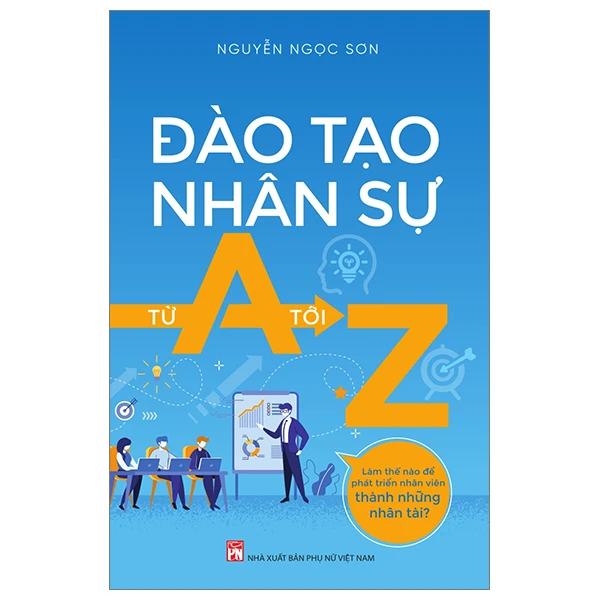 NGUYỄN NGỌC SƠN
ĐÀO TẠO
NHÂN SỰ
TỪ A TỚI Z
Làm thế nào để
phát triển nhân viên
thành những
nhân tài?
PN
NHÀ XUẤT BẢN PHỤ NỮ VIỆT NAM